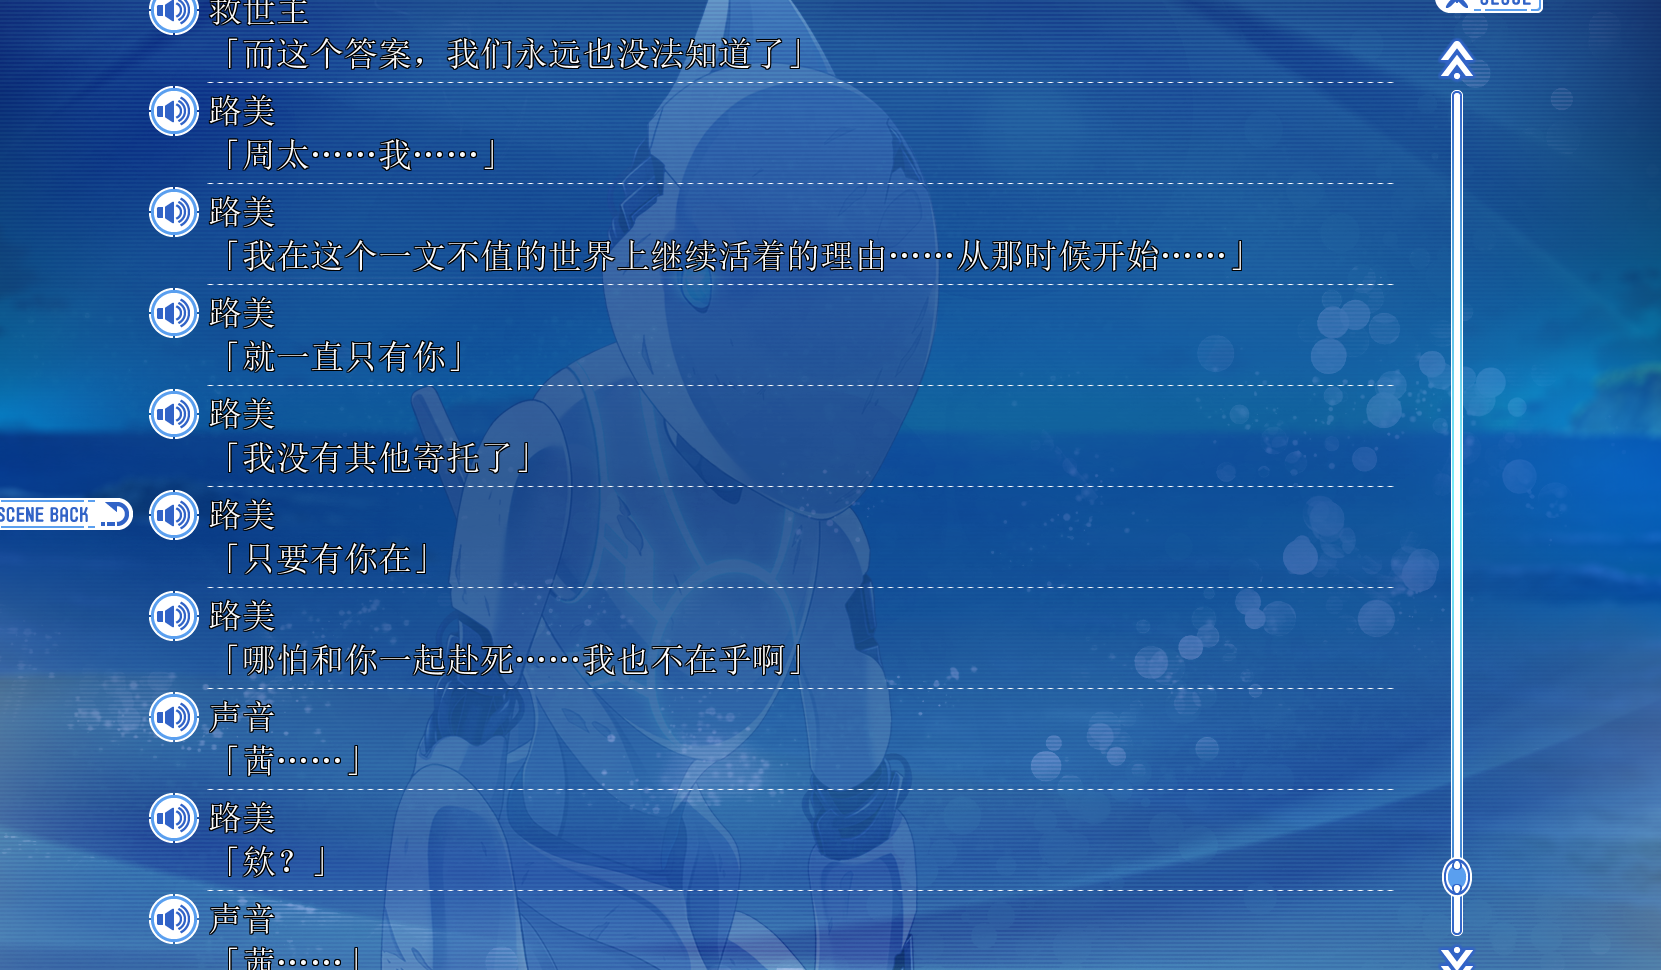 救世主
「而这个答案，我们永远也没法知道了」
路美
「周太……我……」
路美
「我在这个一文不值的世界上继续活着的理由……从那时候开始……」
路美
「就一直只有你」
路美
「我没有其他寄托了」
SCENE BACK
路美
「只要有你在」
路美
「哪怕和你一起赴死……我也不在乎啊」
声音
「茜……」
路美
「欸？」
声音
「茜……」